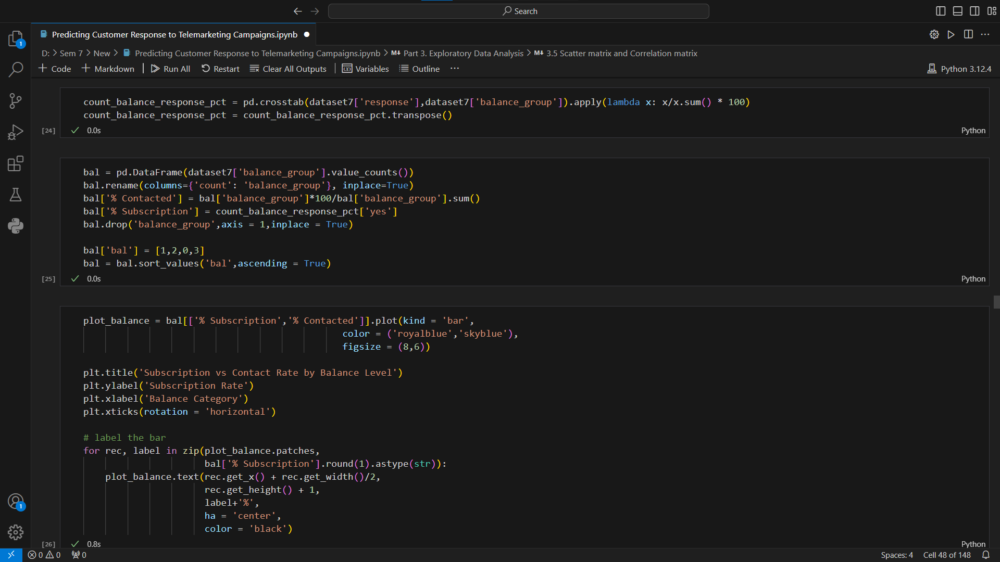 Search
Predicting Customer Response to Telemarketing Campaigns.ipynb
D: > Sem 7 > New > Predicting Customer Response to Telemarketing Campaigns.ipynb > M↓ Part 3. Exploratory Data Analysis > M↓ 3.5 Scatter matrix and Correlation matrix
+ Code + Markdown | Run All Restart Clear All Outputs | Variables Outline ... Python 3.12.4
count_balance_response_pct = pd.crosstab(dataset7['response'],dataset7['balance_group']).apply(lambda x: x/x.sum() * 100)
count_balance_response_pct = count_balance_response_pct.transpose()
[24] 0.0s Python
bal = pd.DataFrame(dataset7['balance_group'].value_counts())
bal.rename(columns={'count': 'balance_group'}, inplace=True)
bal['% Contacted'] = bal['balance_group']*100/bal['balance_group'].sum()
bal['% Subscription'] = count_balance_response_pct['yes']
bal.drop('balance_group',axis = 1,inplace = True)
bal['bal'] = [1,2,0,3]
bal = bal.sort_values('bal',ascending = True)
[25] 0.0s Python
plot_balance = bal[['% Subscription','% Contacted']].plot(kind = 'bar',
color = ('royalblue','skyblue'),
figsize = (8,6))
plt.title('Subscription vs Contact Rate by Balance Level')
plt.ylabel('Subscription Rate')
plt.xlabel('Balance Category')
plt.xticks(rotation = 'horizontal')
# label the bar
for rec, label in zip(plot_balance.patches,
bal['% Subscription'].round(1).astype(str)):
plot_balance.text(rec.get_x() + rec.get_width()/2,
rec.get_height() + 1,
label+'%',
ha = 'center',
color = 'black')
[26] 0.8s Python
0 0 0 Spaces: 4 Cell 48 of 148
1
1